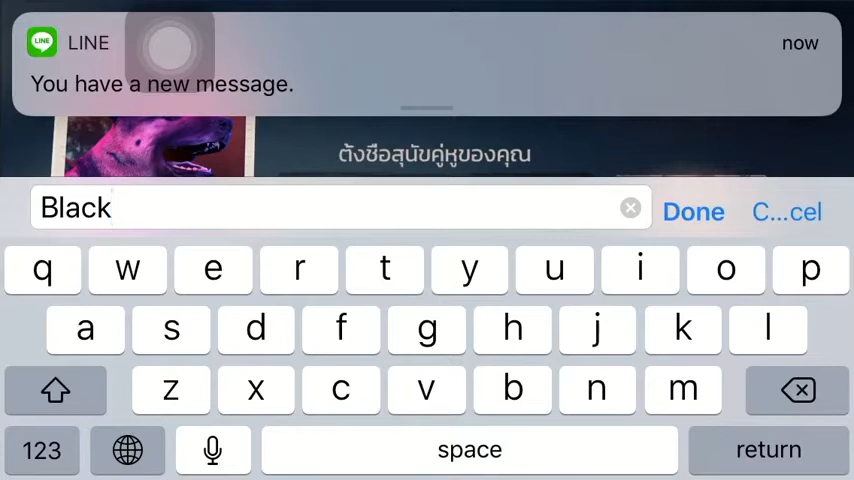 LINE
now
You have a new message.
ตั้งชื่อสุนัขคู่หูของคุณ
Black
Done
C...cel
q w e r t y u i o p
a s d f g h j k l
z x c v b n m
123 space return